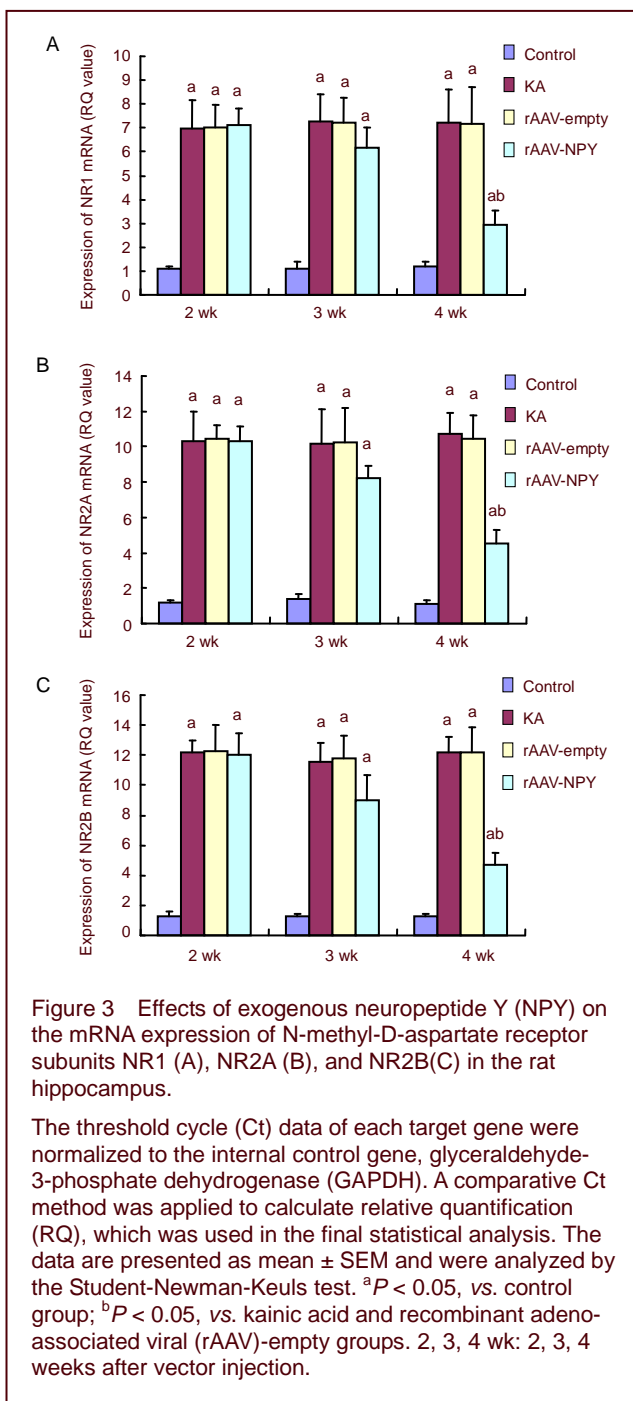 A
Expression of NR1 mRNA (RQ value)
10
9
8
7
6
5
4
3
2
1
0
a a a
a a a
a a ab
2 wk 3 wk 4 wk
Control
KA
rAAV-empty
rAAV-NPY
B
Expression of NR2A mRNA (RQ value)
14
12
10
8
6
4
2
0
a a a
a a a
a a ab
2 wk 3 wk 4 wk
Control
KA
rAAV-empty
rAAV-NPY
C
Expression of NR2B mRNA (RQ value)
16
14
12
10
8
6
4
2
0
a a
a a a
a a ab
2 wk 3 wk 4 wk
Control
KA
rAAV-empty
rAAV-NPY
Figure 3 Effects of exogenous neuropeptide Y (NPY) on
the mRNA expression of N-methyl-D-aspartate receptor
subunits NR1 (A), NR2A (B), and NR2B(C) in the rat
hippocampus.
The threshold cycle (Ct) data of each target gene were
normalized to the internal control gene, glyceraldehyde-
3-phosphate dehydrogenase (GAPDH). A comparative Ct
method was applied to calculate relative quantification
(RQ), which was used in the final statistical analysis. The
data are presented as mean ± SEM and were analyzed by
the Student-Newman-Keuls test. aP < 0.05, vs. control
group; bP < 0.05, vs. kainic acid and recombinant adeno-
associated viral (rAAV)-empty groups. 2, 3, 4 wk: 2, 3, 4
weeks after vector injection.